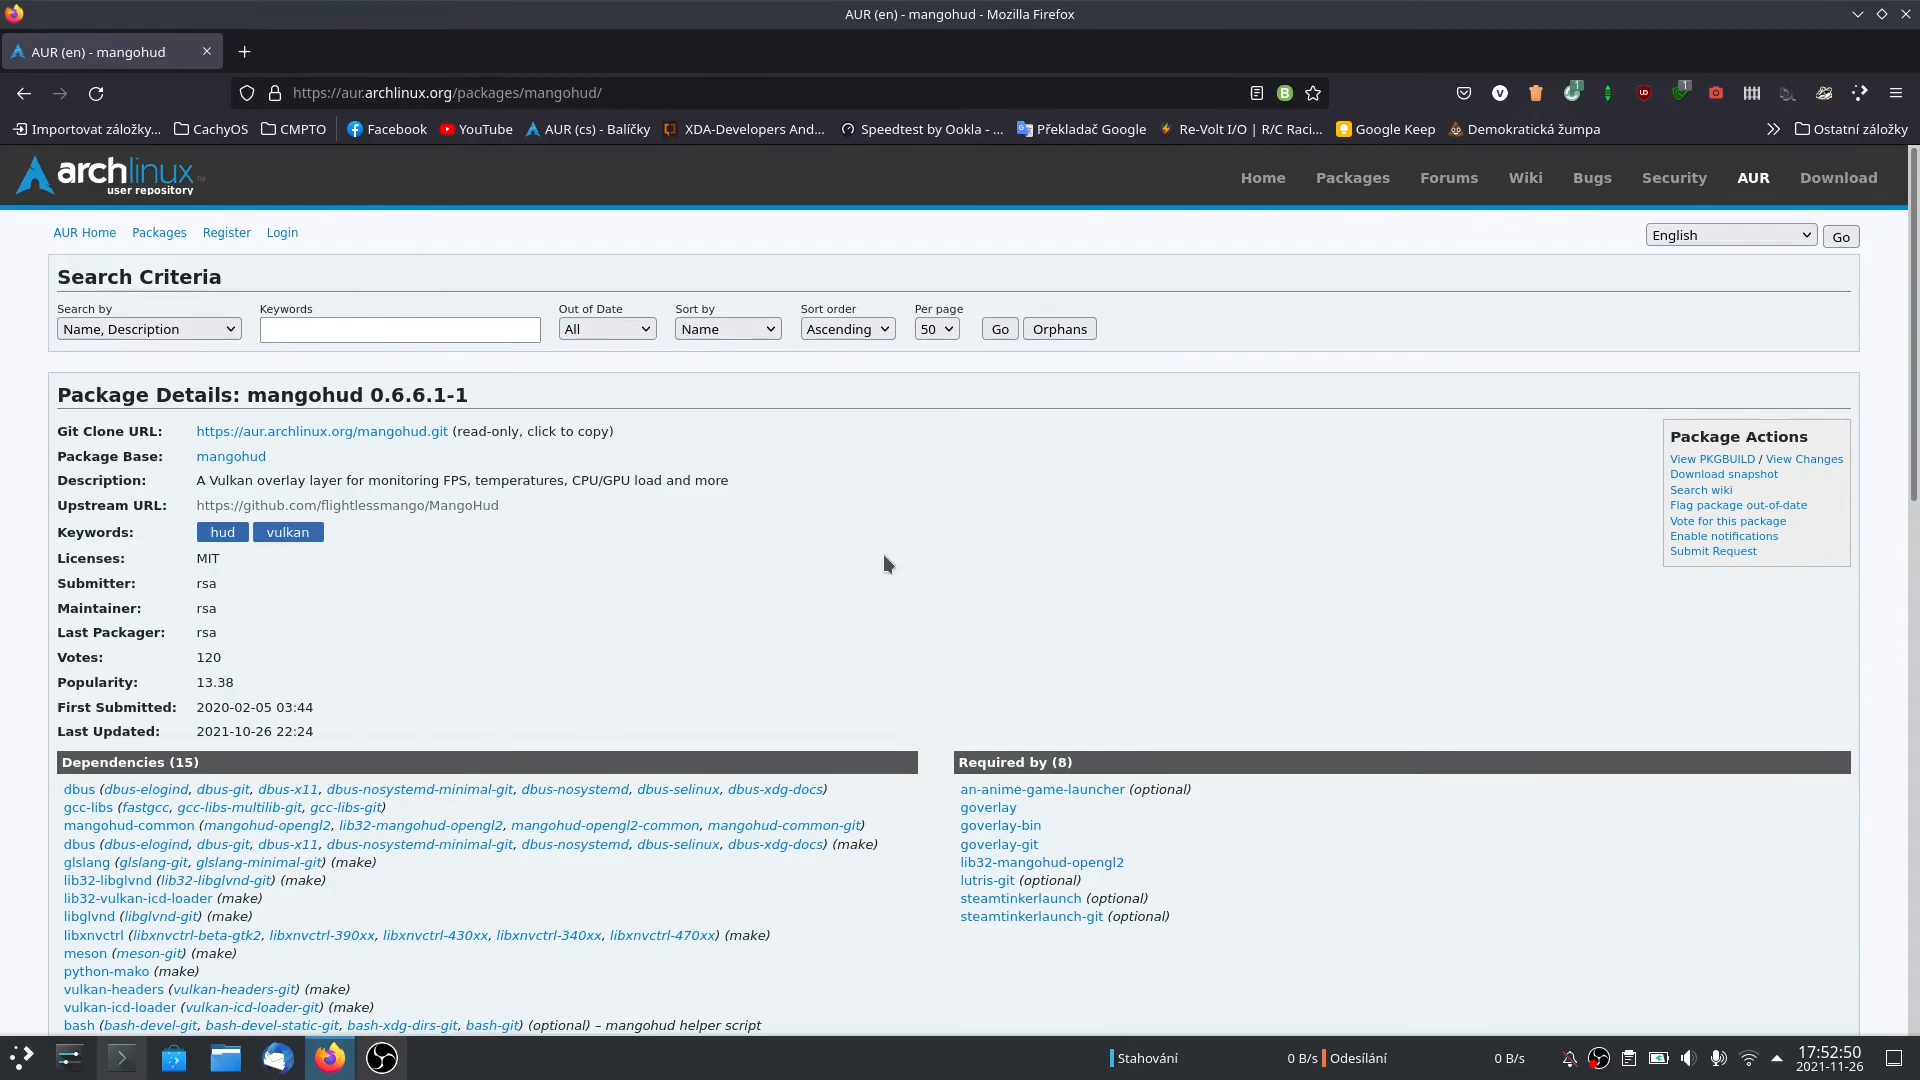 AUR (en) - mangohud - Mozilla Firefox
AUR (en) - mangohud
https://aur.archlinux.org/packages/mangohud/
Importovat záložky...
CachyOS
CMPTO
Facebook
YouTube
AUR (cs) - Balíčky
XDA-Developers And...
Speedtest by Ookla - ...
Překladač Google
Re-Volt I/O | R/C Raci...
Google Keep
Demokratická žumpa
Ostatní záložky
archlinux
user repository
Home Packages Forums Wiki Bugs Security AUR Download
AUR Home Packages Register Login
English Go
Search Criteria
Search by Keywords Out of Date Sort by Sort order Per page
Name, Description All Name Ascending 50 Go Orphans
Package Details: mangohud 0.6.6.1-1
Git Clone URL: https://aur.archlinux.org/mangohud.git (read-only, click to copy)
Package Base: mangohud
Description: A Vulkan overlay layer for monitoring FPS, temperatures, CPU/GPU load and more
Upstream URL: https://github.com/flightlessmango/MangoHud
Keywords: hud vulkan
Licenses: MIT
Submitter: rsa
Maintainer: rsa
Last Packager: rsa
Votes: 120
Popularity: 13.38
First Submitted: 2020-02-05 03:44
Last Updated: 2021-10-26 22:24
Package Actions
View PKGBUILD / View Changes
Download snapshot
Search wiki
Flag package out-of-date
Vote for this package
Enable notifications
Submit Request
Dependencies (15)
dbus (dbus-elogind, dbus-git, dbus-x11, dbus-nosystemd-minimal-git, dbus-nosystemd, dbus-selinux, dbus-xdg-docs)
gcc-libs (fastgcc, gcc-libs-multilib-git, gcc-libs-git)
mangohud-common (mangohud-opengl2, lib32-mangohud-opengl2, mangohud-opengl2-common, mangohud-common-git)
dbus (dbus-elogind, dbus-git, dbus-x11, dbus-nosystemd-minimal-git, dbus-nosystemd, dbus-selinux, dbus-xdg-docs) (make)
glslang (glslang-git, glslang-minimal-git) (make)
lib32-libglvnd (lib32-libglvnd-git) (make)
lib32-vulkan-icd-loader (make)
libglvnd (libglvnd-git) (make)
libxnvctrl (libxnvctrl-beta-gtk2, libxnvctrl-390xx, libxnvctrl-430xx, libxnvctrl-340xx, libxnvctrl-470xx) (make)
meson (meson-git) (make)
python-mako (make)
vulkan-headers (vulkan-headers-git) (make)
vulkan-icd-loader (vulkan-icd-loader-git) (make)
bash (bash-devel-git, bash-devel-static-git, bash-xdg-dirs-git, bash-git) (optional) – mangohud helper script
Required by (8)
an-anime-game-launcher (optional)
goverlay
goverlay-bin
goverlay-git
lib32-mangohud-opengl2
lutris-git (optional)
steamtinkerlaunch (optional)
steamtinkerlaunch-git (optional)
Stahování 0 B/s Odesílání 0 B/s
17:52:50
2021-11-26